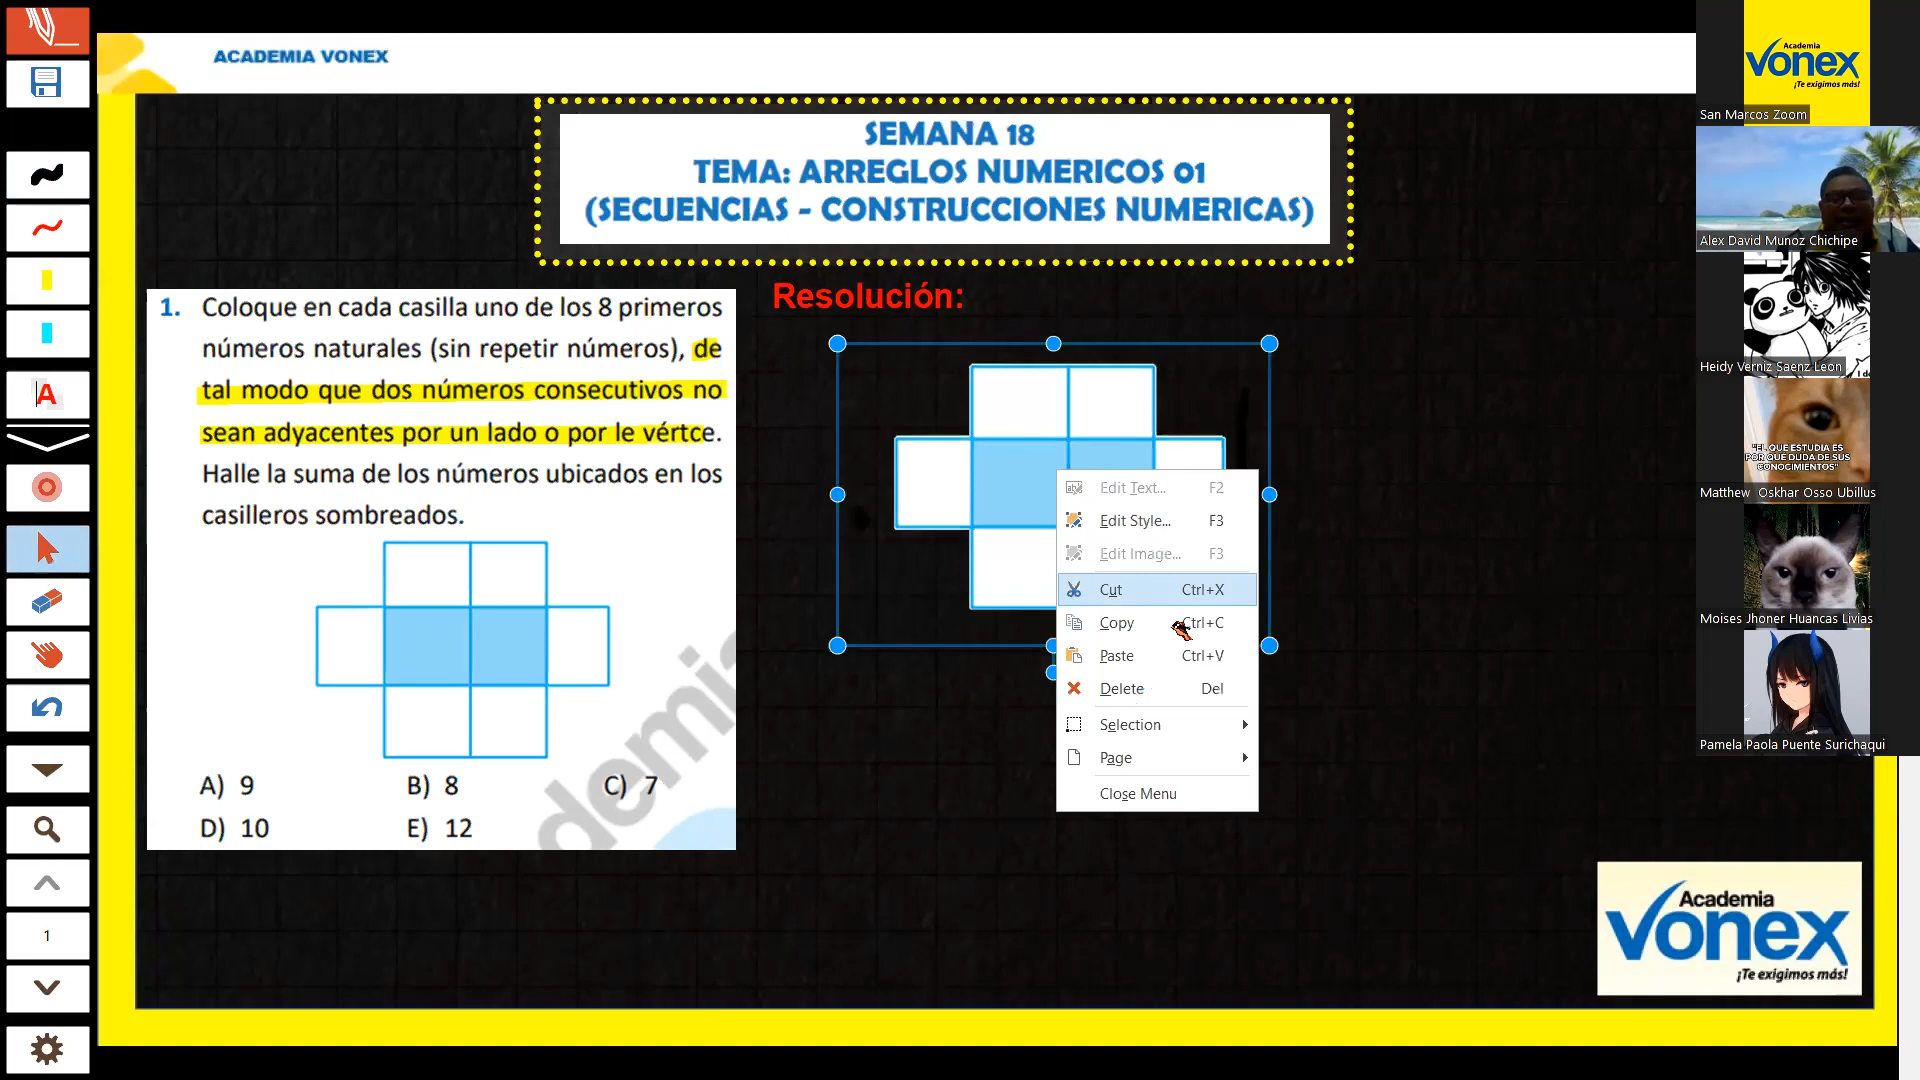 ACADEMIA VONEX
SEMANA 18
TEMA: ARREGLOS NUMERICOS 01
(SECUENCIAS - CONSTRUCCIONES NUMERICAS)
1. Coloque en cada casilla uno de los 8 primeros
números naturales (sin repetir números), de
tal modo que dos números consecutivos no
sean adyacentes por un lado o por le vértce.
Halle la suma de los números ubicados en los
casilleros sombreados.
A) 9 B) 8 C) 7
D) 10 E) 12
demia
Resolución:
Edit Text... F2
Edit Style... F3
Edit Image... F3
Cut Ctrl+X
Copy Ctrl+C
Paste Ctrl+V
Delete Del
Selection
Page
Close Menu
A
1
Academia
Vonex
¡Te exigimos más!
San Marcos Zoom
Alex David Munoz Chichipe
Heidy Verniz Saenz Leon
"EL QUE ESTUDIA ES
POR QUE DUDA DE SUS
CONOCIMIENTOS"
Matthew Oskhar Osso Ubillus
Moises Jhoner Huancas Livias
Pamela Paola Puente Surichaqui
Academia
Vonex
¡Te exigimos más!